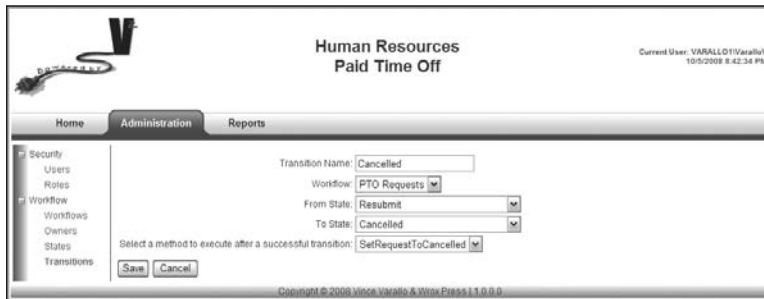 V²
Powered by
Human Resources
Paid Time Off
Current User: VARALLO1\Varallo\
10/5/2008 8:42:34 PM
Home Administration Reports
Security
Users
Roles
Workflow
Workflows
Owners
States
Transitions
Transition Name: Cancelled
Workflow: PTO Requests
From State: Resubmit
To State: Cancelled
Select a method to execute after a successful transition: SetRequestToCancelled
Save Cancel
Copyright © 2008 Vince Varallo & Wrox Press | 1.0.0.0